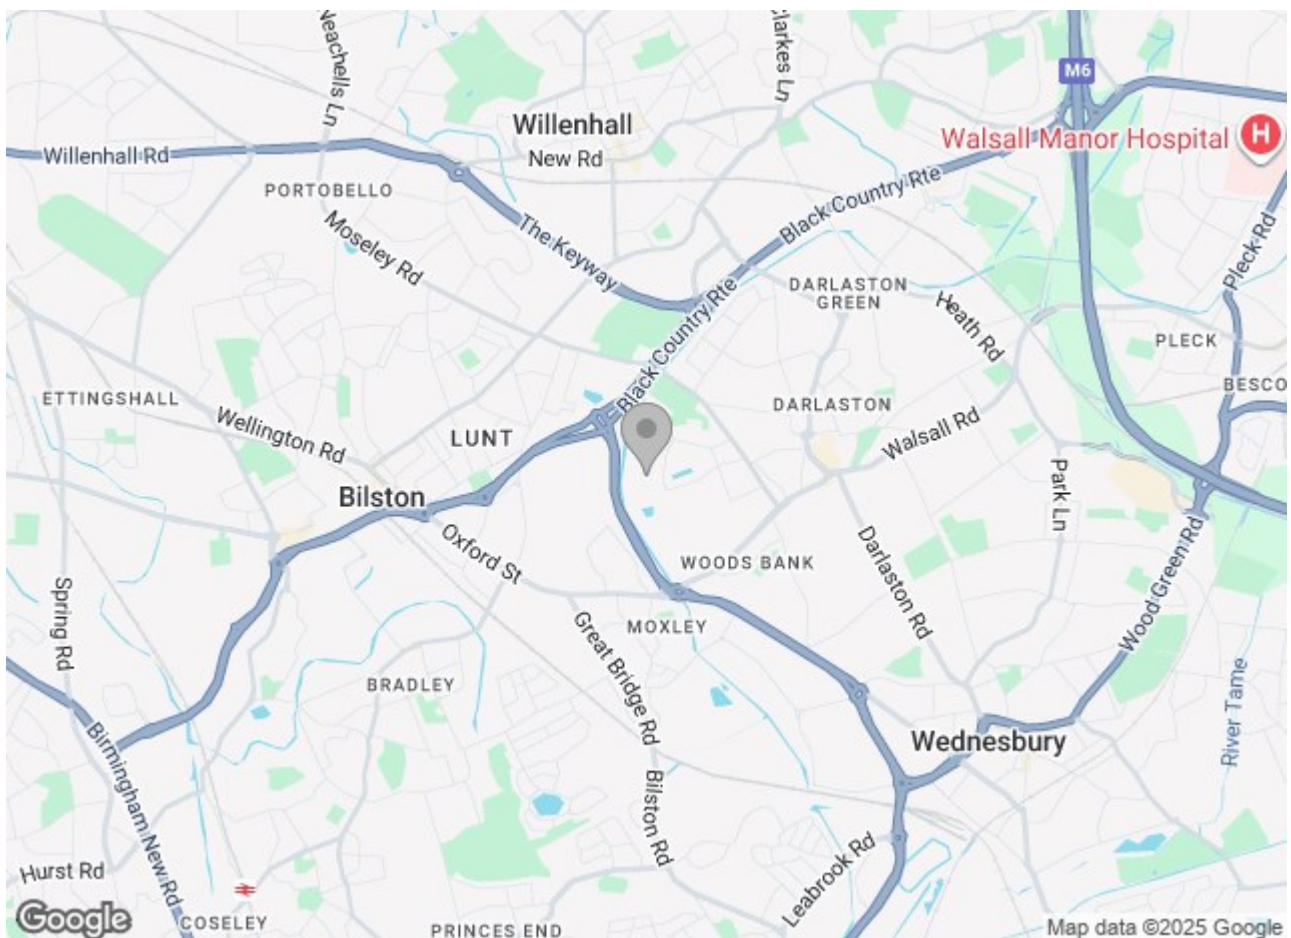 Neachells Ln
Clarkes Ln
M6
Willenhall
New Rd
Walsall Manor Hospital
H
Willenhall Rd
PORTOBELLO
Black Country Rte
Moseley Rd
The Keyway
Pleck Rd
DARLASTON
GREEN
Heath Rd
Black Country Rte
PLECK
BESCO
ETTINGSHALL
DARLASTON
Wellington Rd
LUNT
Walsall Rd
Bilston
Park Ln
Oxford St
Darlaston Rd
WOODS BANK
Wood Green Rd
Spring Rd
MOXLEY
Great Bridge Rd
BRADLEY
River Tame
Wednesbury
Birmingham New Rd
Bilston Rd
Leabrook Rd
Hurst Rd
COSELEY
PRINCES END
Google
Map data ©2025 Google